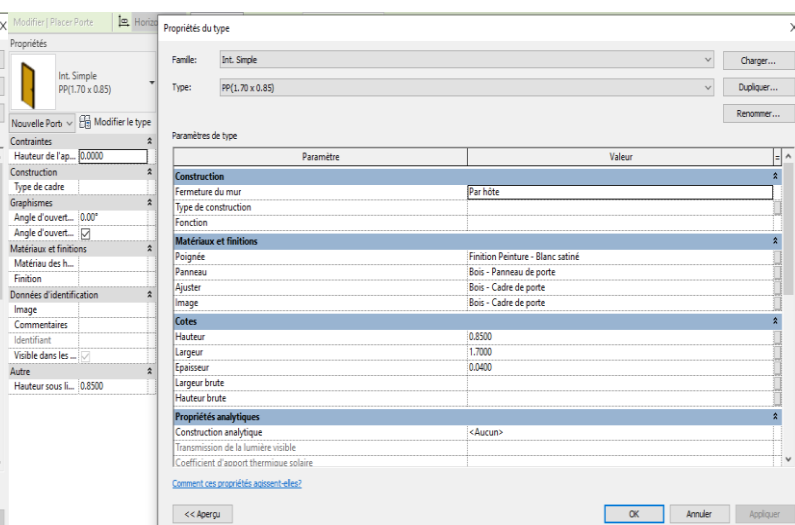 Modifier | Placer Porte
Horizo
Propriétés
Int. Simple
PP(1.70 x 0.85)
Nouvelle Port
Modifier le type
Contraintes
Hauteur de l'ap... 0.0000
Construction
Type de cadre
Graphismes
Angle d'ouvert... 0.00°
Angle d'ouvert...
Matériaux et finitions
Matériau des h...
Finition
Données d'identification
Image
Commentaires
Identifiant
Visible dans les ...
Autre
Hauteur sous li... 0.8500
Propriétés du type
Famille: Int. Simple Charger...
Type: PP(1.70 x 0.85) Dupliquer...
Renommer...
Paramètres de type
Paramètre Valeur =
Construction
Fermeture du mur Par hôte
Type de construction
Fonction
Matériaux et finitions
Poignée Finition Peinture - Blanc satiné
Panneau Bois - Panneau de porte
Ajuster Bois - Cadre de porte
Image Bois - Cadre de porte
Cotes
Hauteur 0.8500
Largeur 1.7000
Epaisseur 0.0400
Largeur brute
Hauteur brute
Propriétés analytiques
Construction analytique <Aucun>
Transmission de la lumière visible
Coefficient d'apport thermique solaire
Comment ces propriétés agissent-elles?
<< Aperçu OK Annuler Appliquer